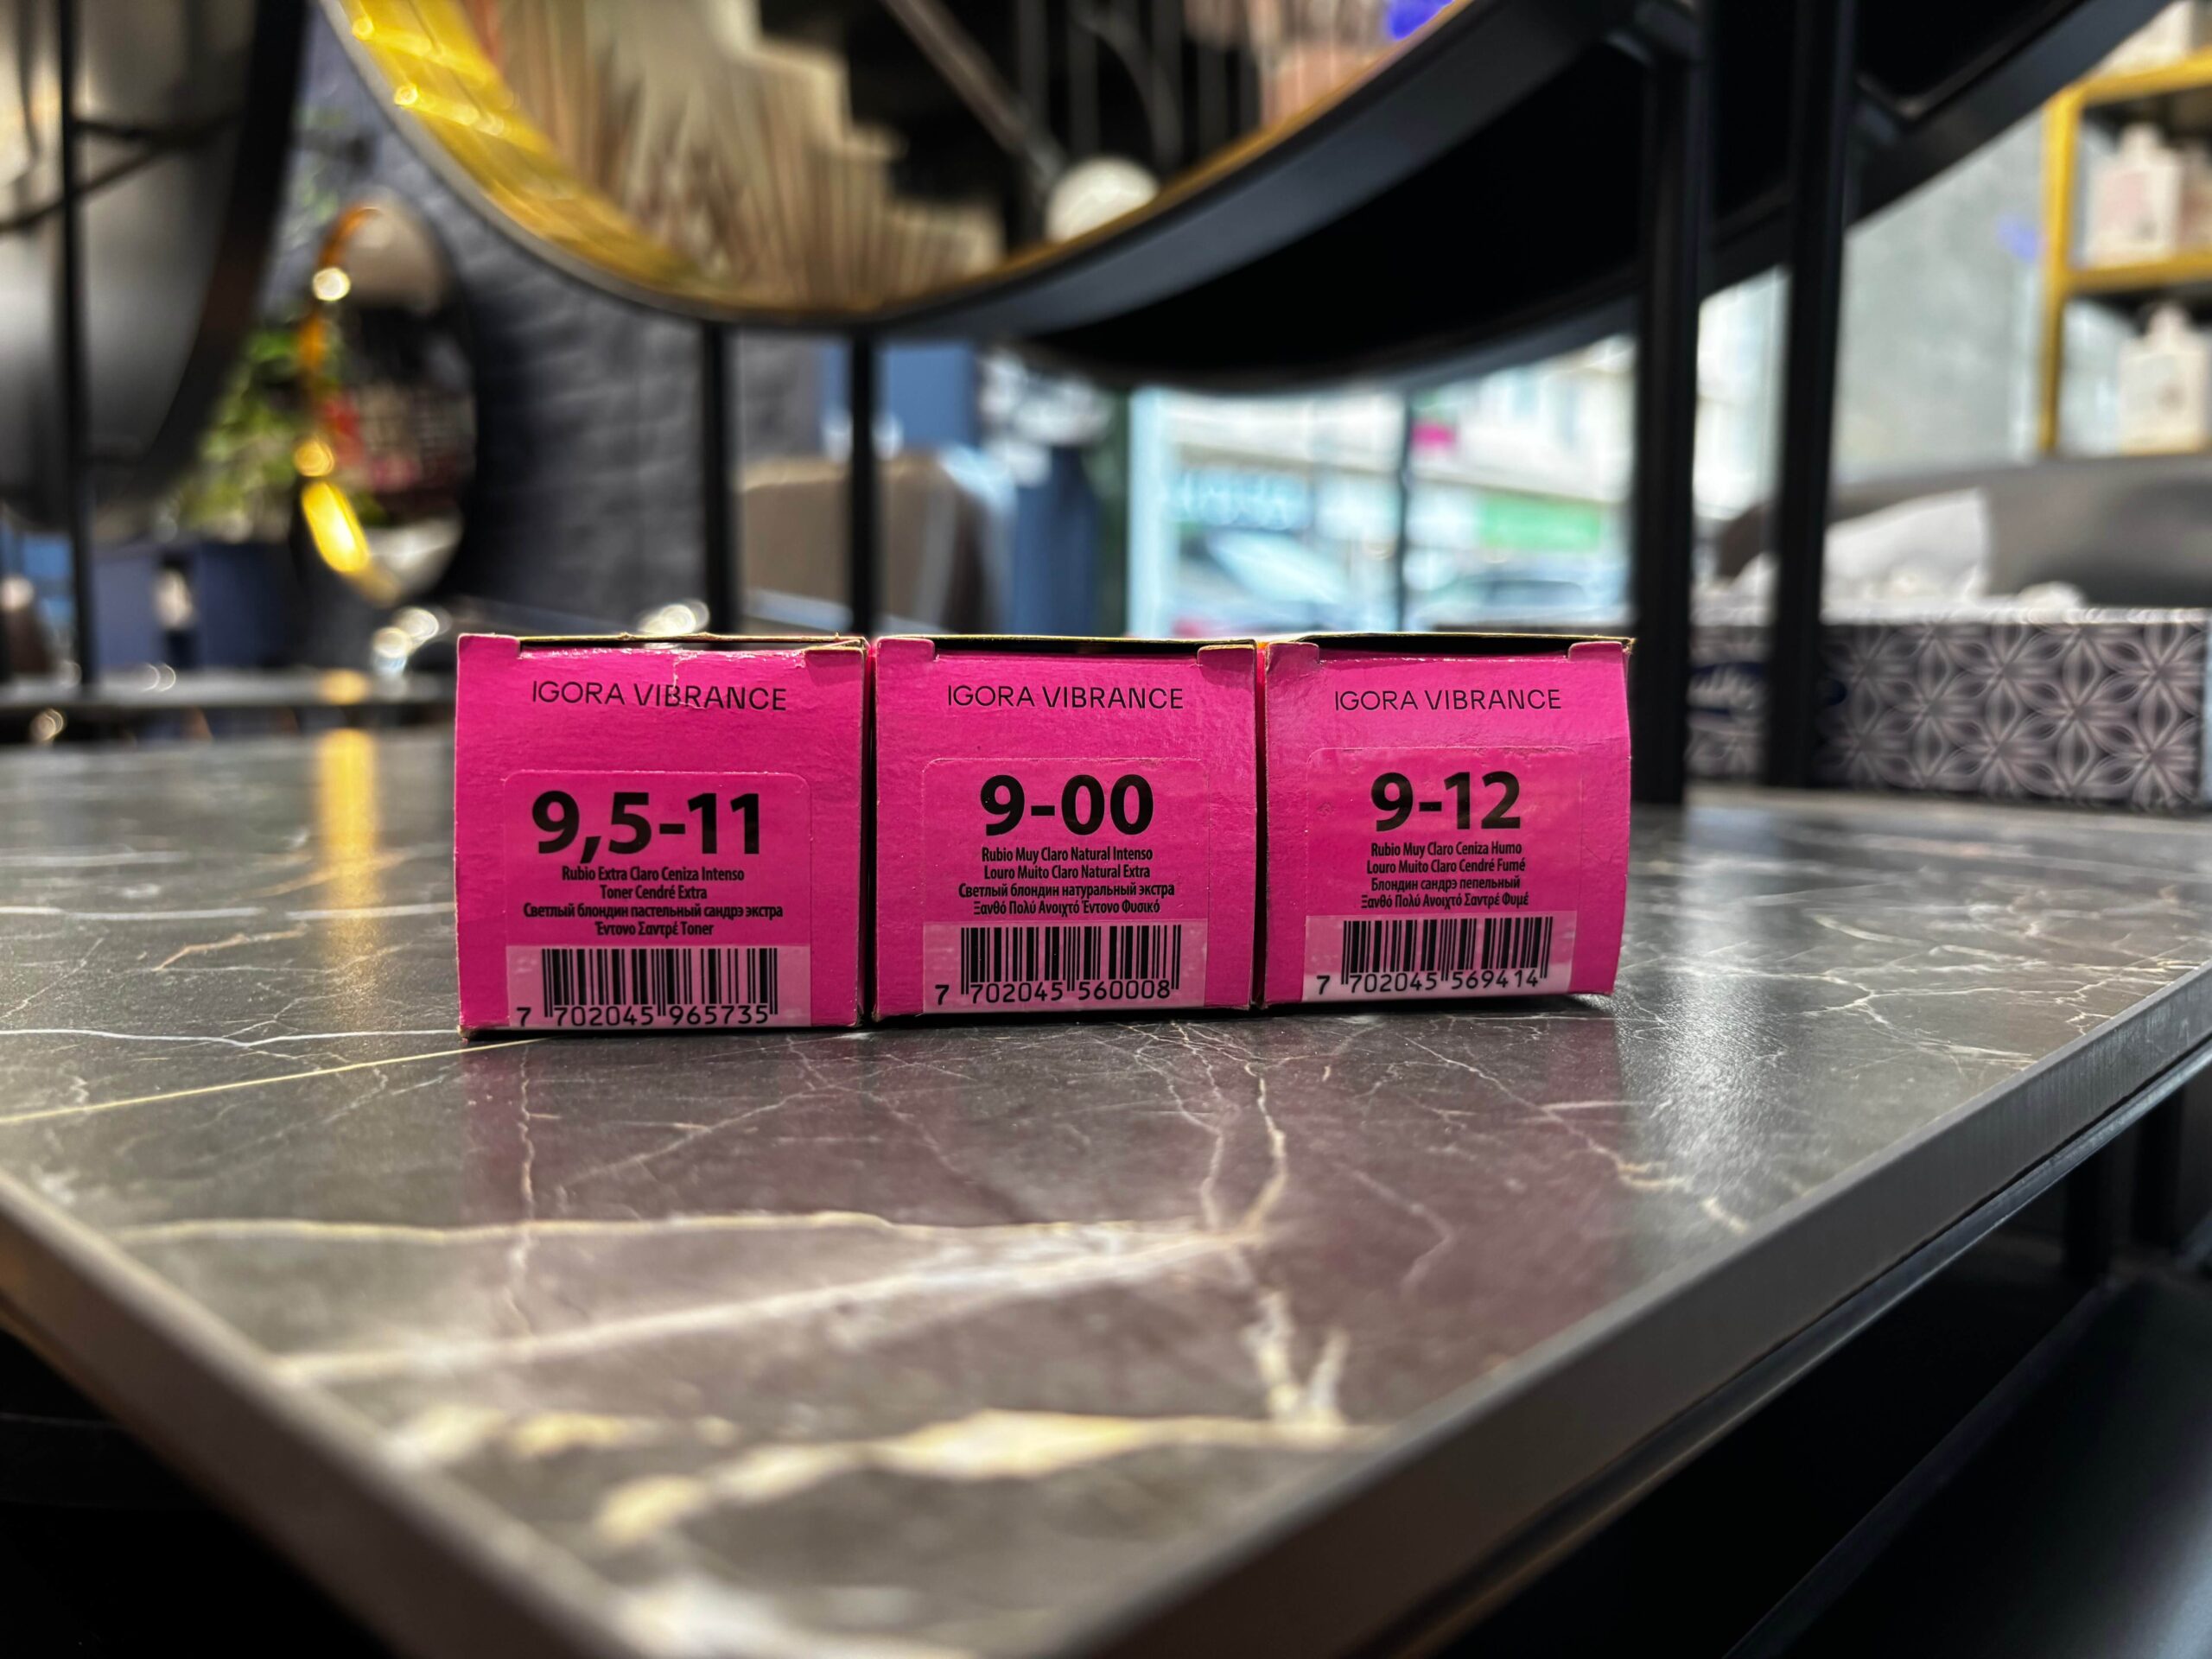 IGORA VIBRANCE
9,5-11
Rubio Extra Claro Ceniza Intenso
Toner Cendré Extra
Светлый блондин пастельный сандрэ экстра
Έντονο Σαντρέ Toner
7 702045 965735
IGORA VIBRANCE
9-00
Rubio Muy Claro Natural Intenso
Louro Muito Claro Natural Extra
Светлый блондин натуральный экстра
Ξανθό Πολύ Ανοιχτό Έντονο Φυσικό
7 702045 560008
IGORA VIBRANCE
9-12
Rubio Muy Claro Ceniza Humo
Louro Muito Claro Cendré Fumé
Блондин сандрэ пепельный
Ξανθό Πολύ Ανοιχτό Σαντρέ Φυμέ
7 702045 569414